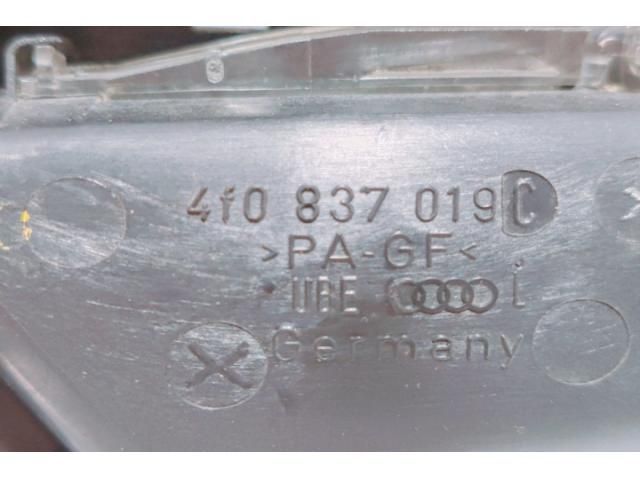 4f0 837 019 C
>PA-GF<
Germany